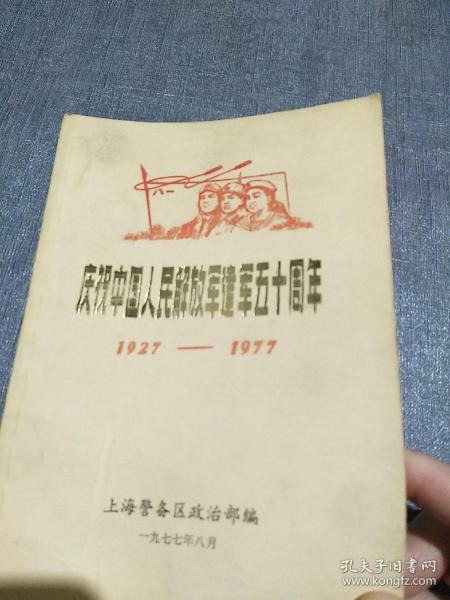 八一
庆祝中国人民解放军建军五十周年
1927 — 1977
上海警备区政治部编
一九七七年八月
孔夫子旧书网
www.kongfz.com